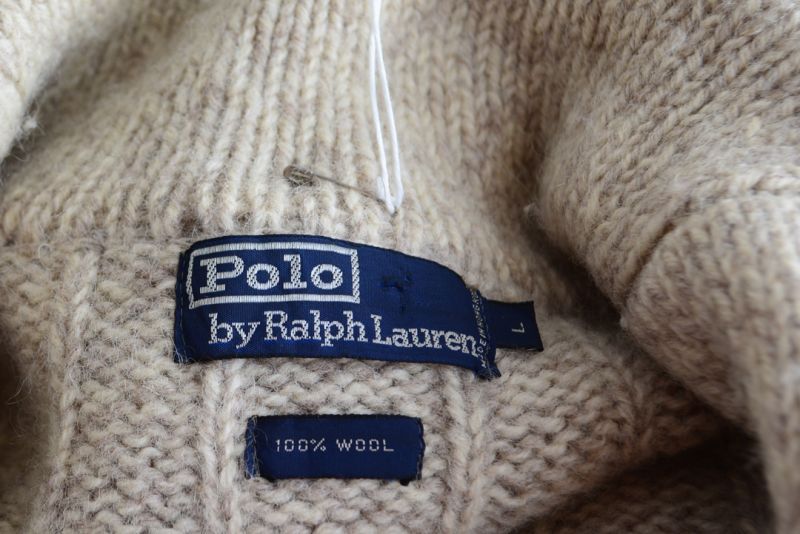 Polo
by Ralph Lauren
L
100% WOOL